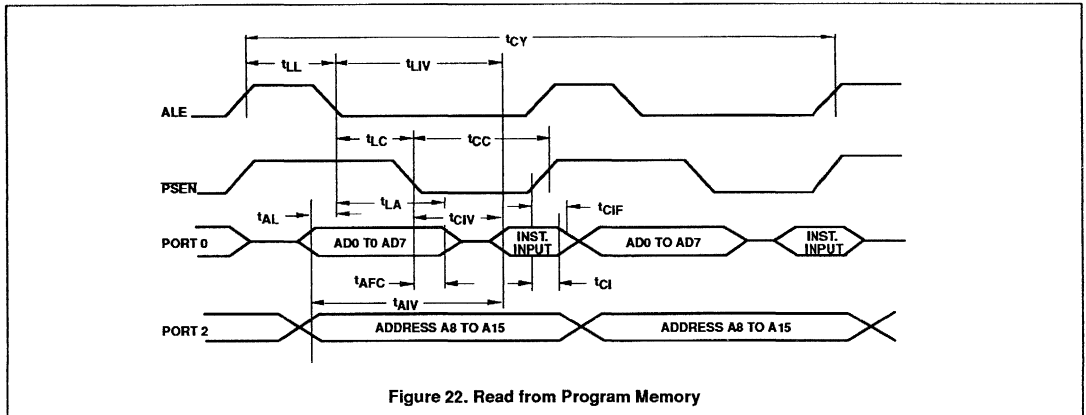 tCY
tLL
tLIV
ALE
tLC
tCC
PSEN
tLA
tAL
tCIV
tCIF
PORT 0
AD0 T0 AD7
INST. INPUT
AD0 TO AD7
INST. INPUT
tAFC
tCI
tAIV
PORT 2
ADDRESS A8 TO A15
ADDRESS A8 TO A15
Figure 22. Read from Program Memory